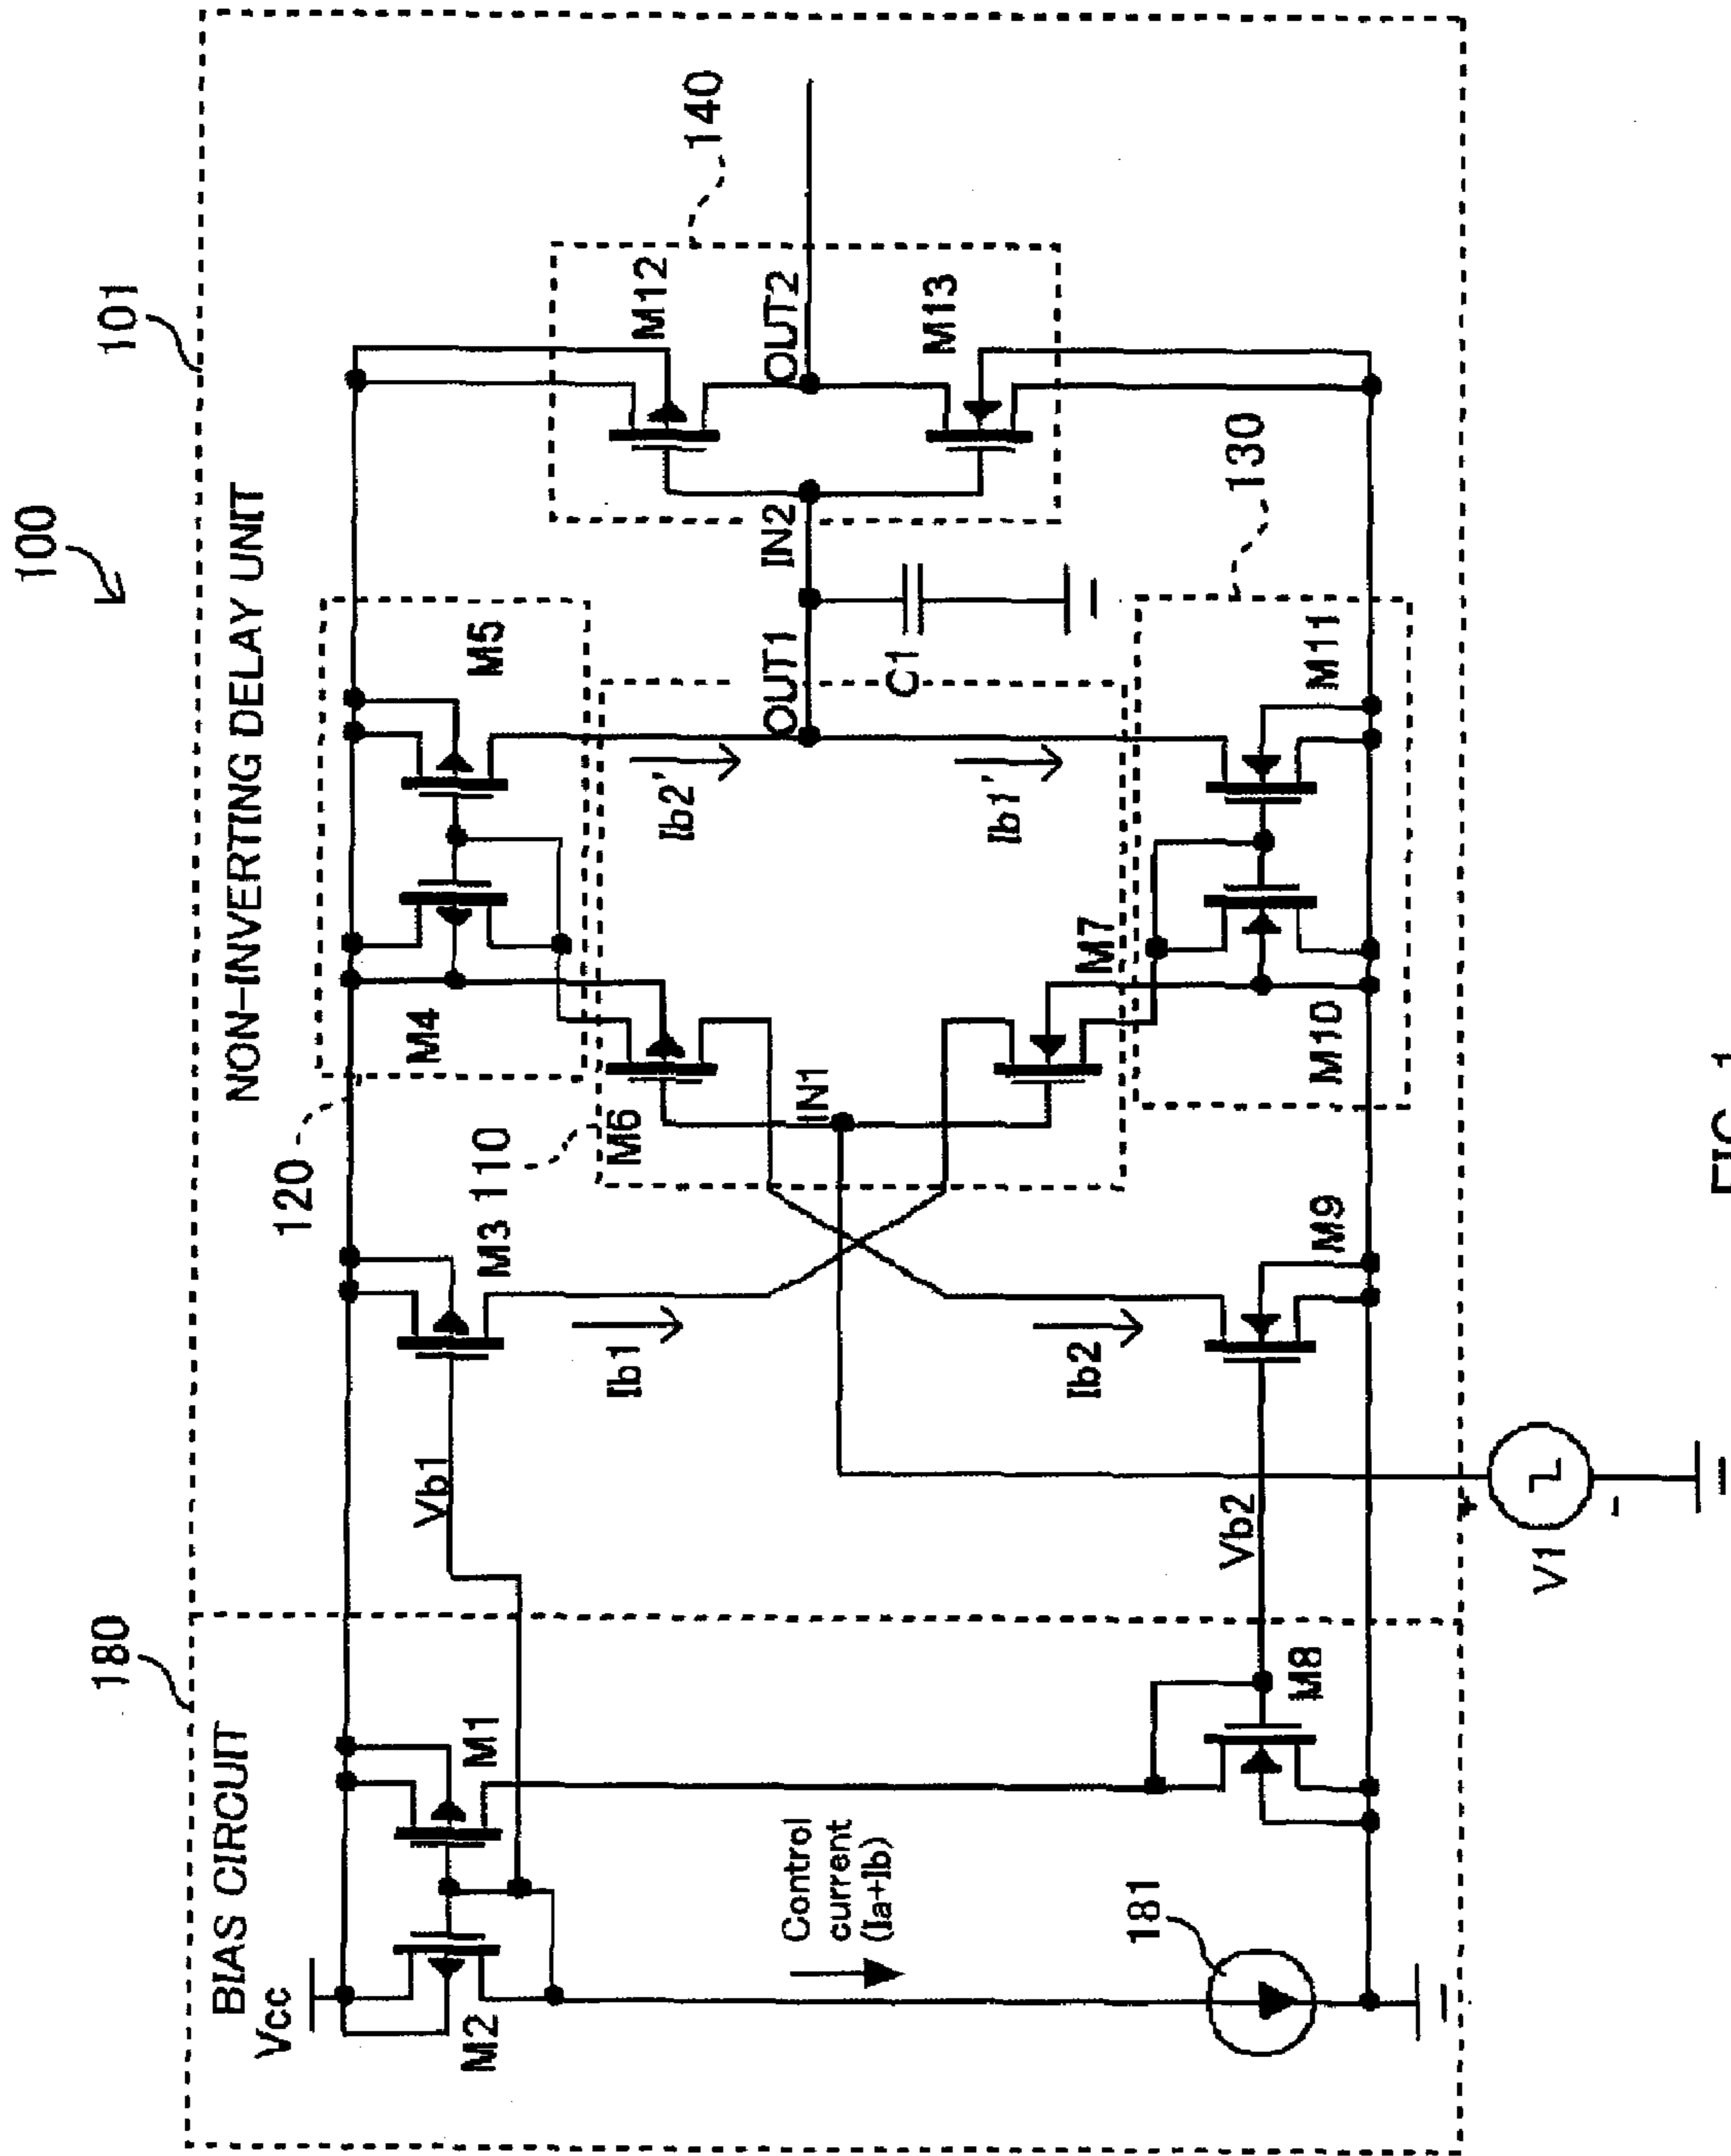 100
101
180
BIAS CIRCUIT
NON-INVERTING DELAY UNIT
Vcc
M2
M1
Vb1
M3
120
M4
M5
110
M6
IN1
M7
Ib1
Ib2
Ib2'
Ib1'
OUT1
C1
IN2
OUT2
M12
M13
140
130
Control
current
(Ia+Ib)
181
M8
Vb2
M9
M10
M11
V1
+
-
FIG. 1